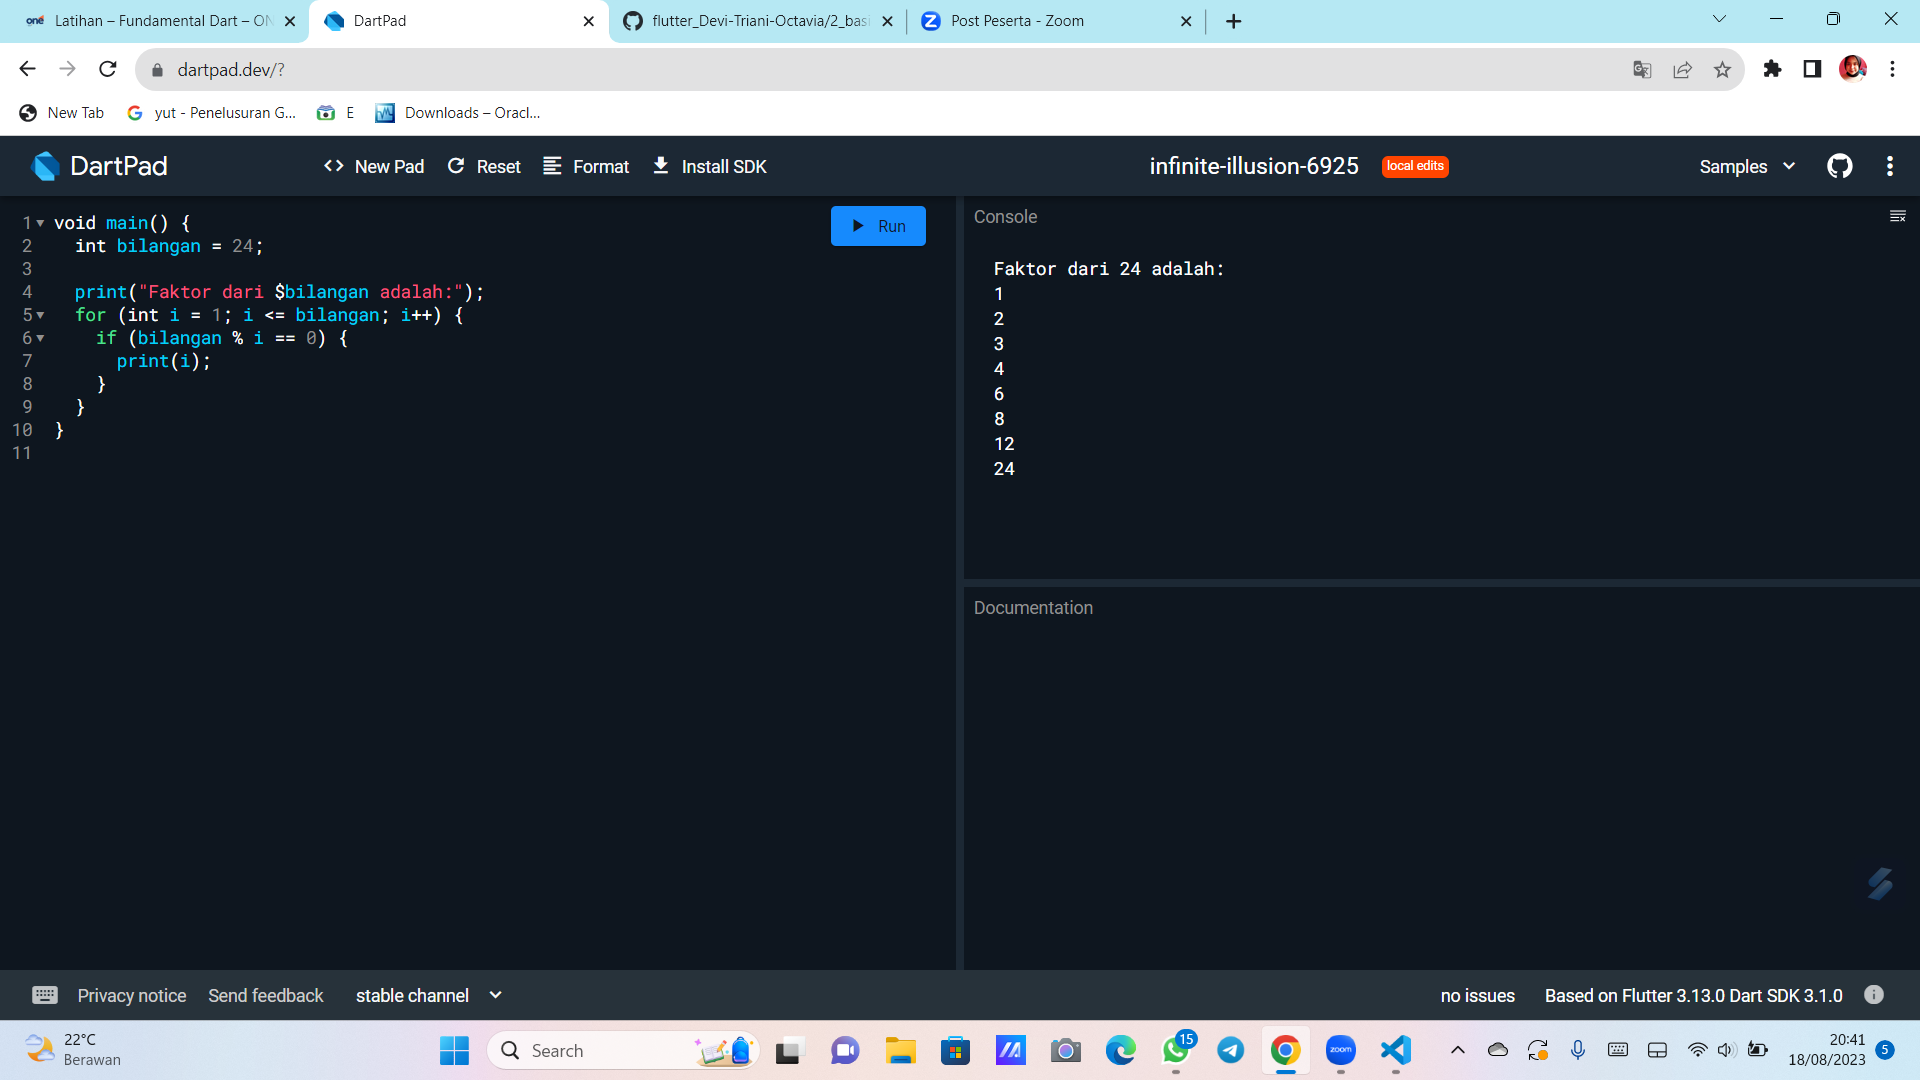 Latihan – Fundamental Dart – ON
DartPad
flutter_Devi-Triani-Octavia/2_basi
Post Peserta - Zoom
dartpad.dev/?
New Tab
yut - Penelusuran G...
E
Downloads – Oracl...
DartPad
New Pad
Reset
Format
Install SDK
infinite-illusion-6925
local edits
Samples
1 void main() {
2 int bilangan = 24;
3
4 print("Faktor dari $bilangan adalah:");
5 for (int i = 1; i <= bilangan; i++) {
6 if (bilangan % i == 0) {
7 print(i);
8 }
9 }
10 }
11
Run
Console
Faktor dari 24 adalah:
1
2
3
4
6
8
12
24
Documentation
Privacy notice
Send feedback
stable channel
no issues
Based on Flutter 3.13.0 Dart SDK 3.1.0
22°C
Berawan
Search
15
zoom
20:41
18/08/2023
5